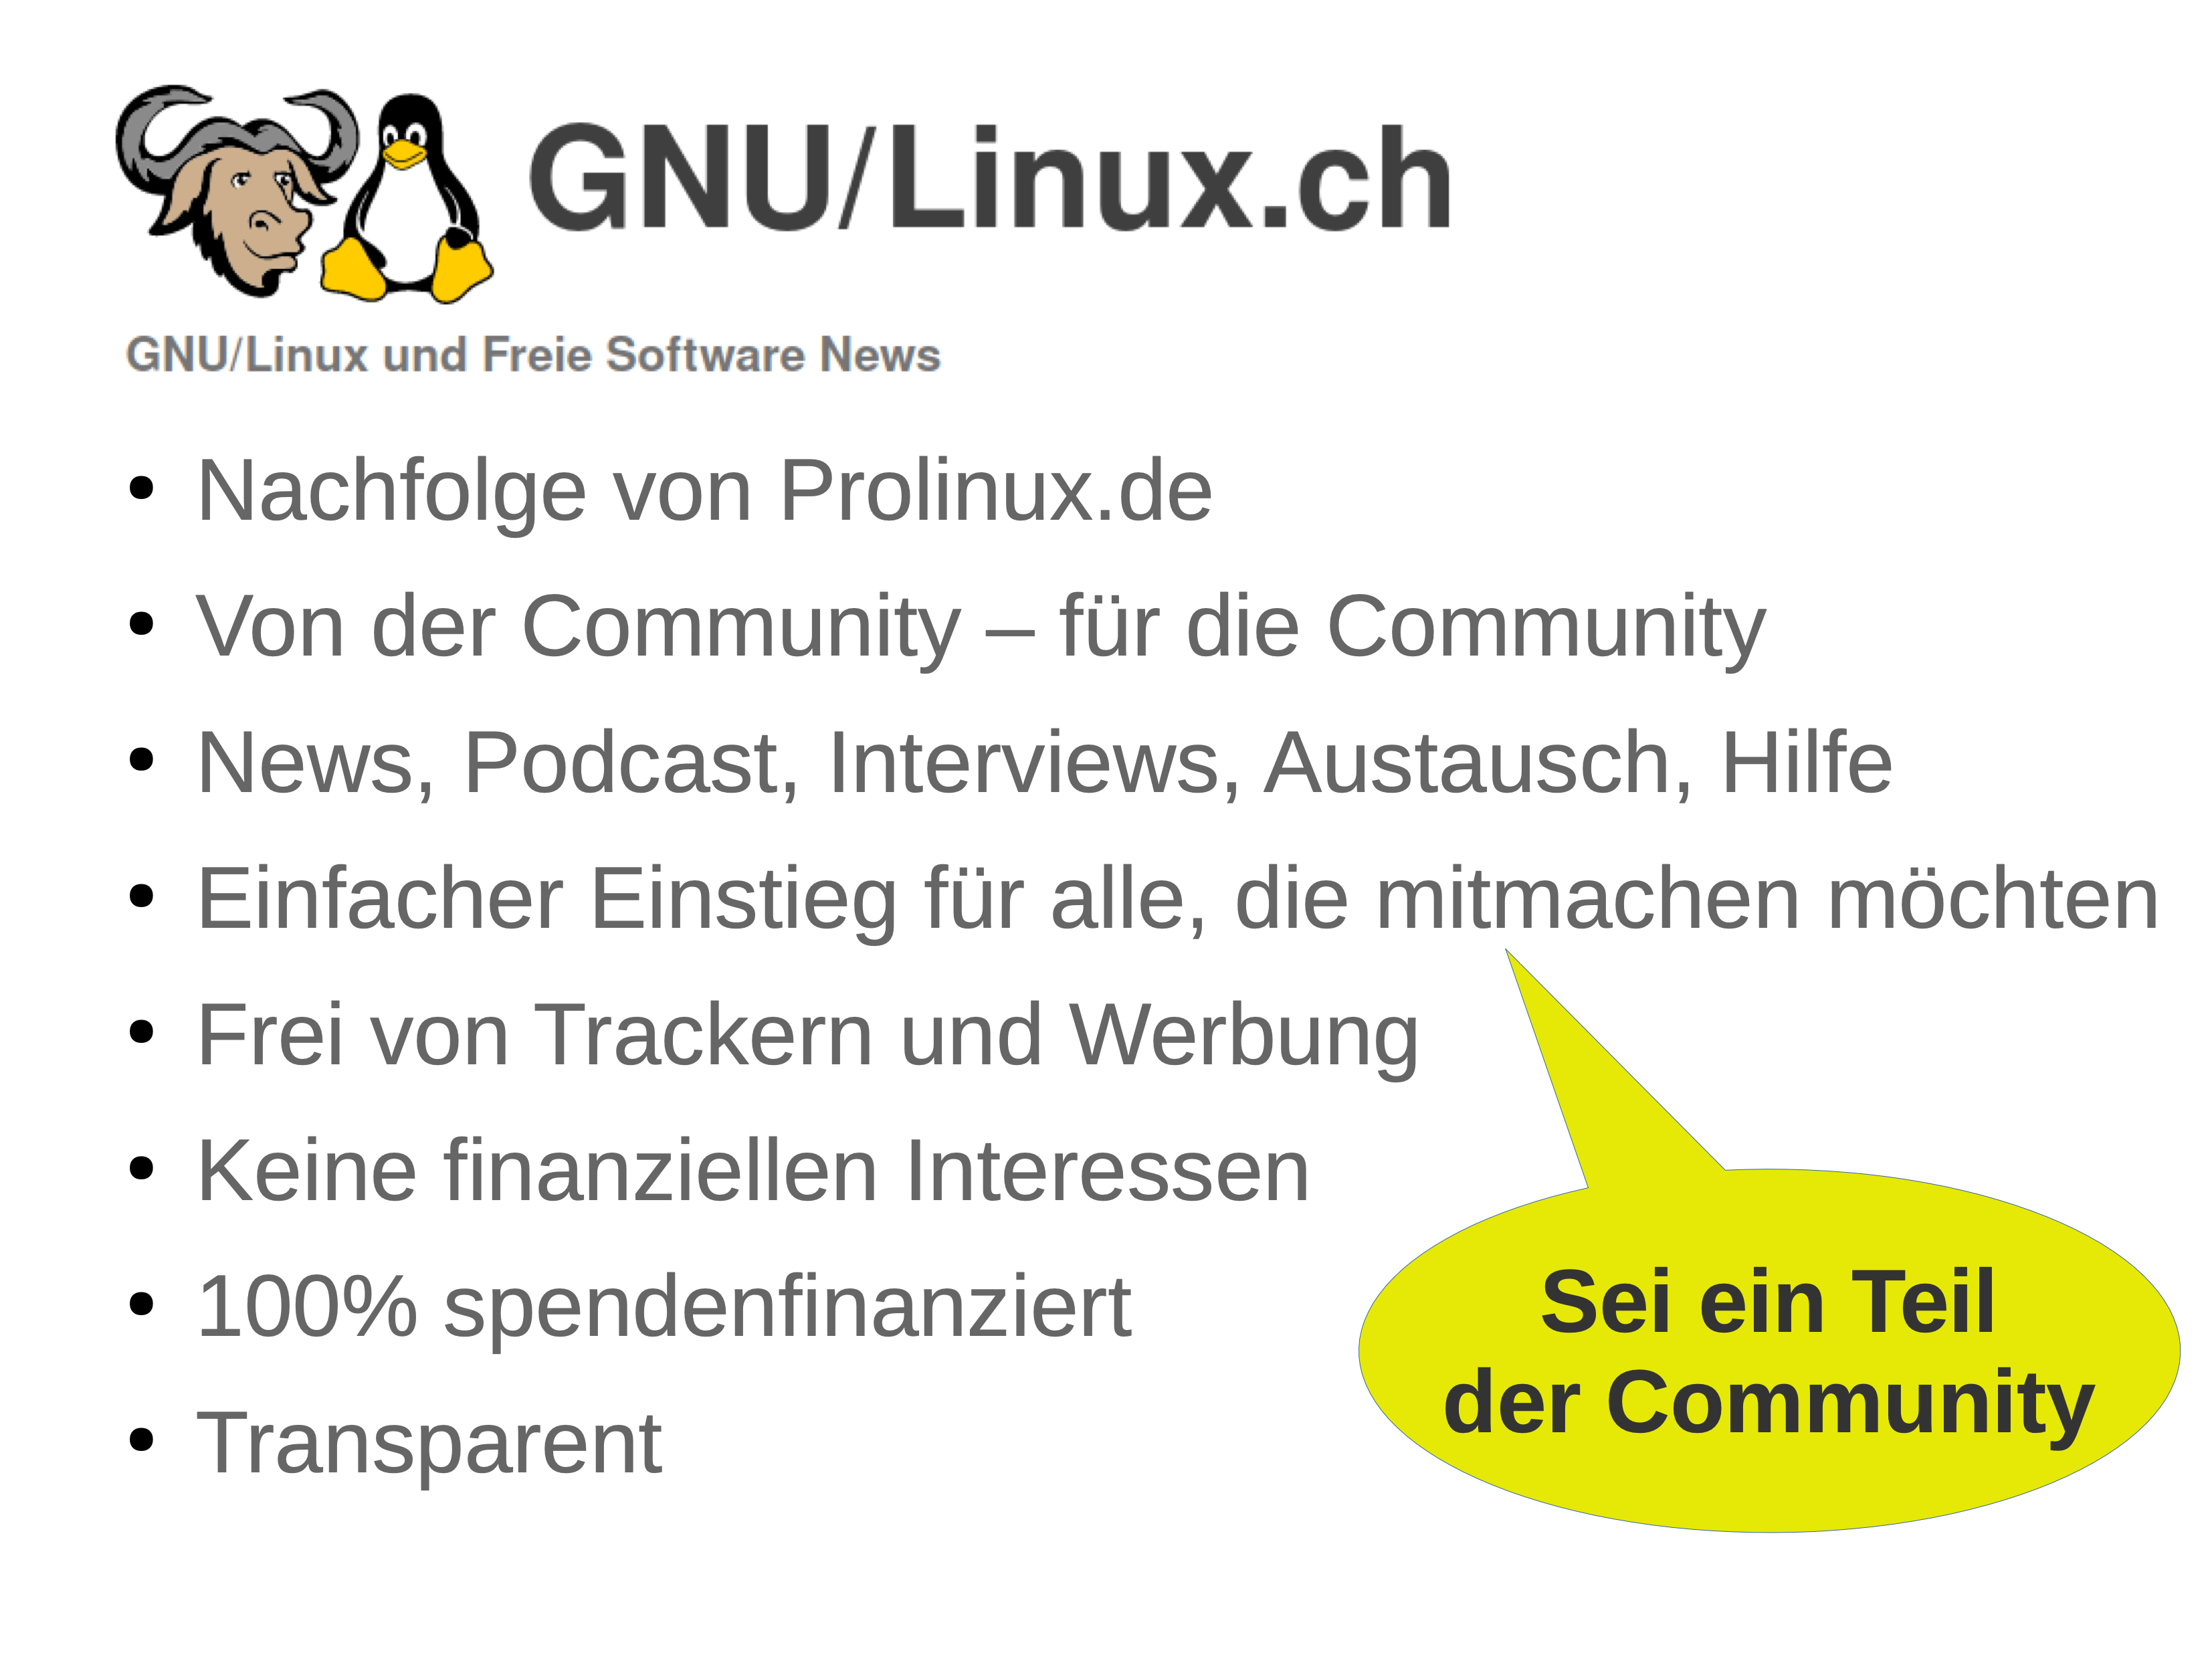 GNU/Linux.ch
GNU/Linux und Freie Software News
• Nachfolge von Prolinux.de
• Von der Community – für die Community
• News, Podcast, Interviews, Austausch, Hilfe
• Einfacher Einstieg für alle, die mitmachen möchten
• Frei von Trackern und Werbung
• Keine finanziellen Interessen
• 100% spendenfinanziert
• Transparent
Sei ein Teil
der Community